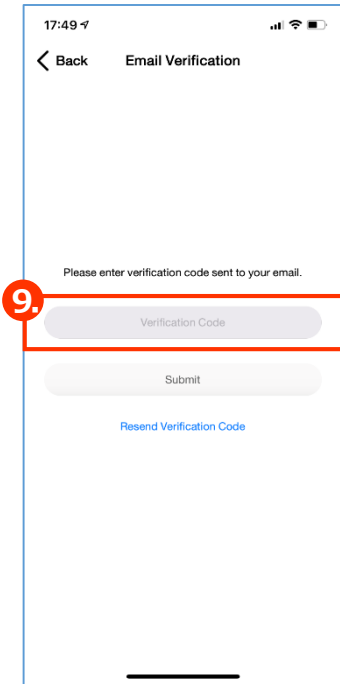 17:49
Back Email Verification
Please enter verification code sent to your email.
9.
Verification Code
Submit
Resend Verification Code